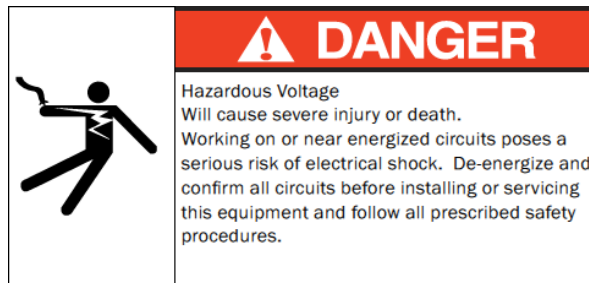 DANGER
Hazardous Voltage
Will cause severe injury or death.
Working on or near energized circuits poses a
serious risk of electrical shock.  De-energize and
confirm all circuits before installing or servicing
this equipment and follow all prescribed safety
procedures.